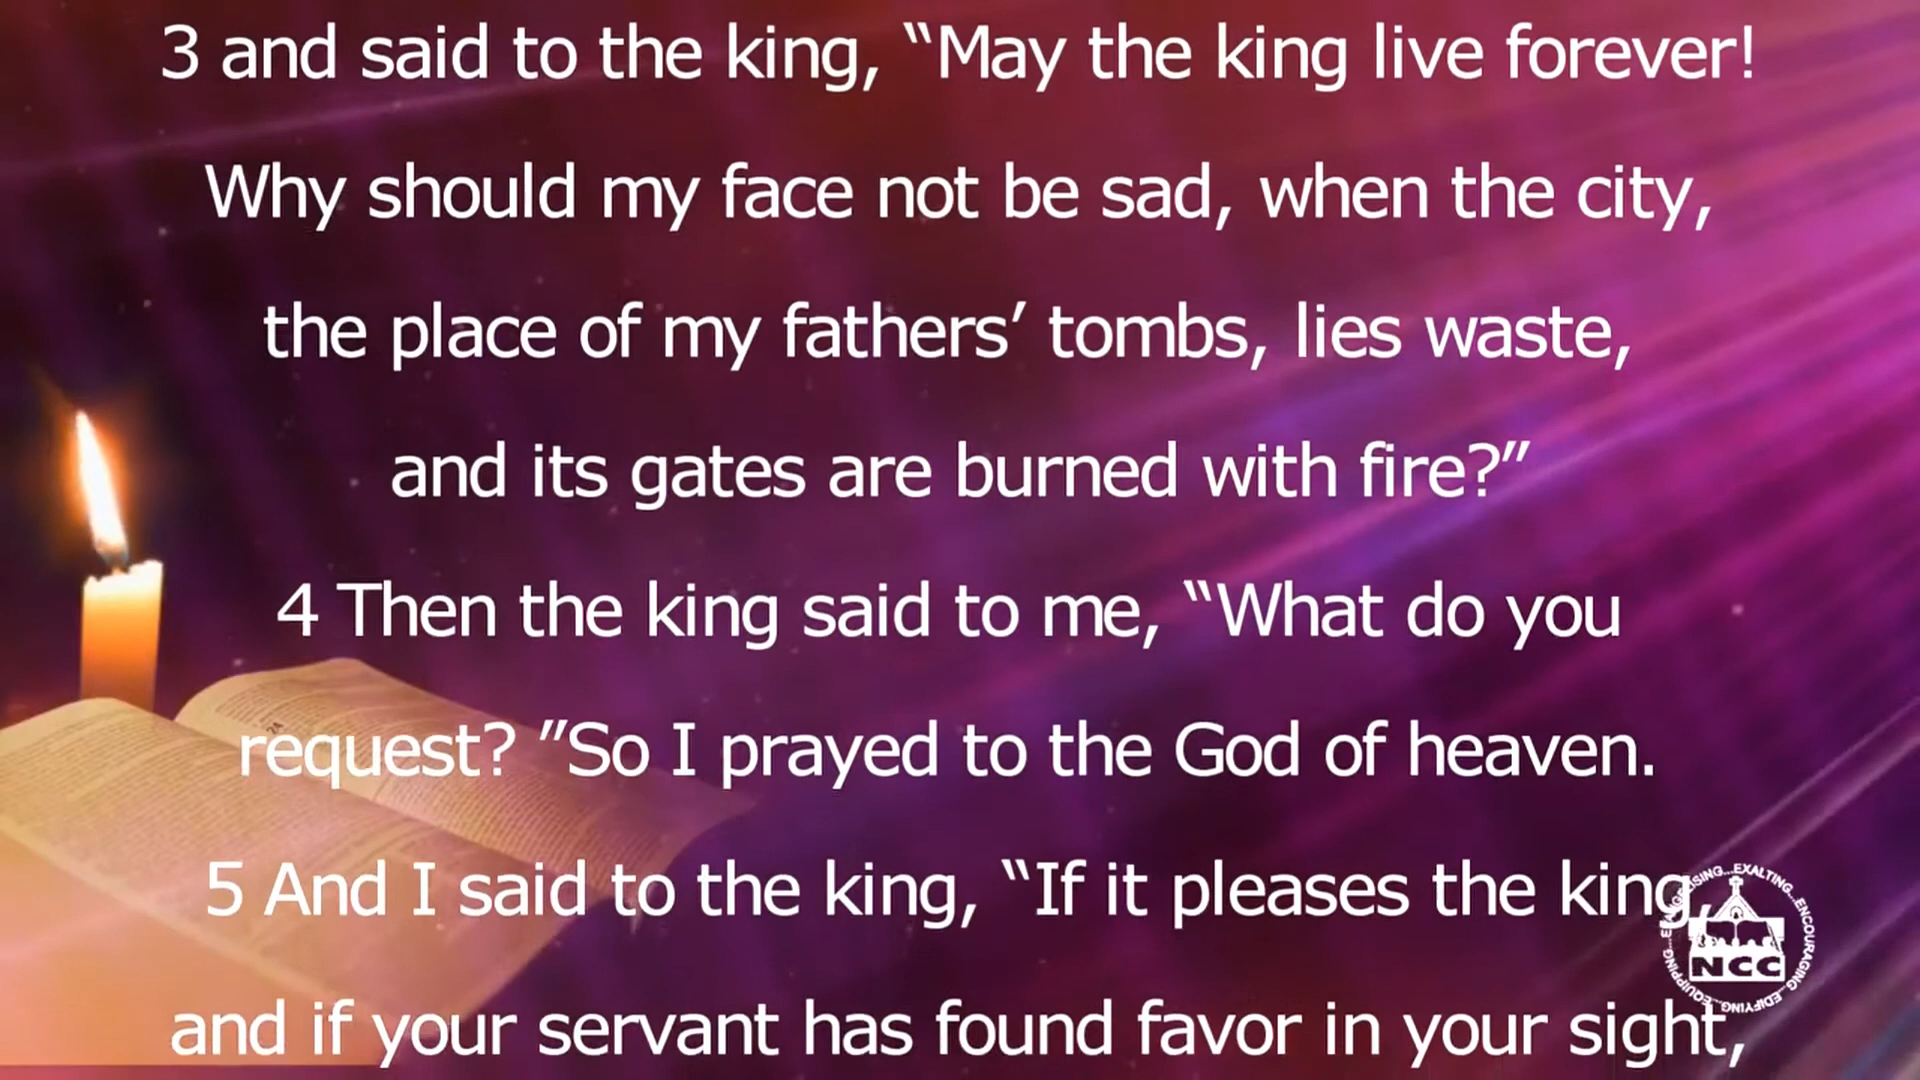 3 and said to the king, “May the king live forever!
Why should my face not be sad, when the city,
the place of my fathers’ tombs, lies waste,
and its gates are burned with fire?”
4 Then the king said to me, “What do you
request? ”So I prayed to the God of heaven.
5 And I said to the king, “If it pleases the king,
and if your servant has found favor in your sight,
EXALTING...ENCOURAGING...EDIFYING...EQUIPPING...
NCC